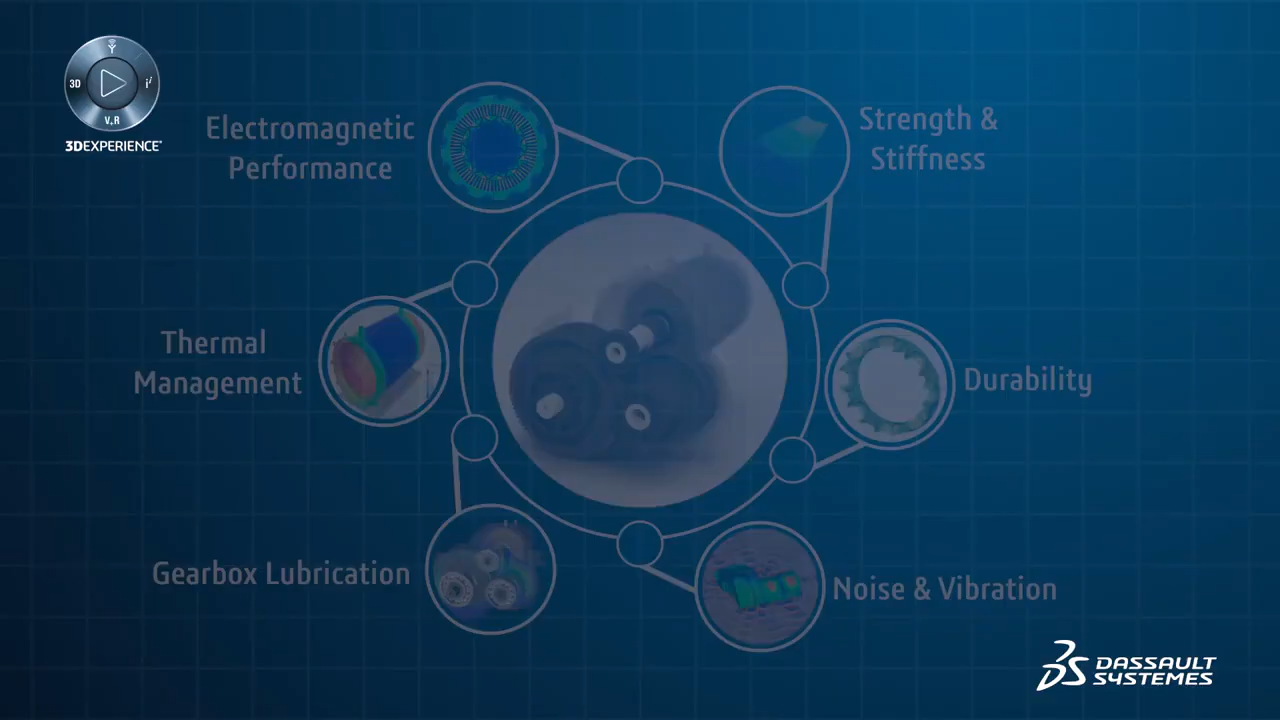 3D
i
V,R
3DEXPERIENCE
Electromagnetic
Performance
Strength &
Stiffness
Thermal
Management
Durability
Gearbox Lubrication
Noise & Vibration
DASSAULT
SYSTEMES